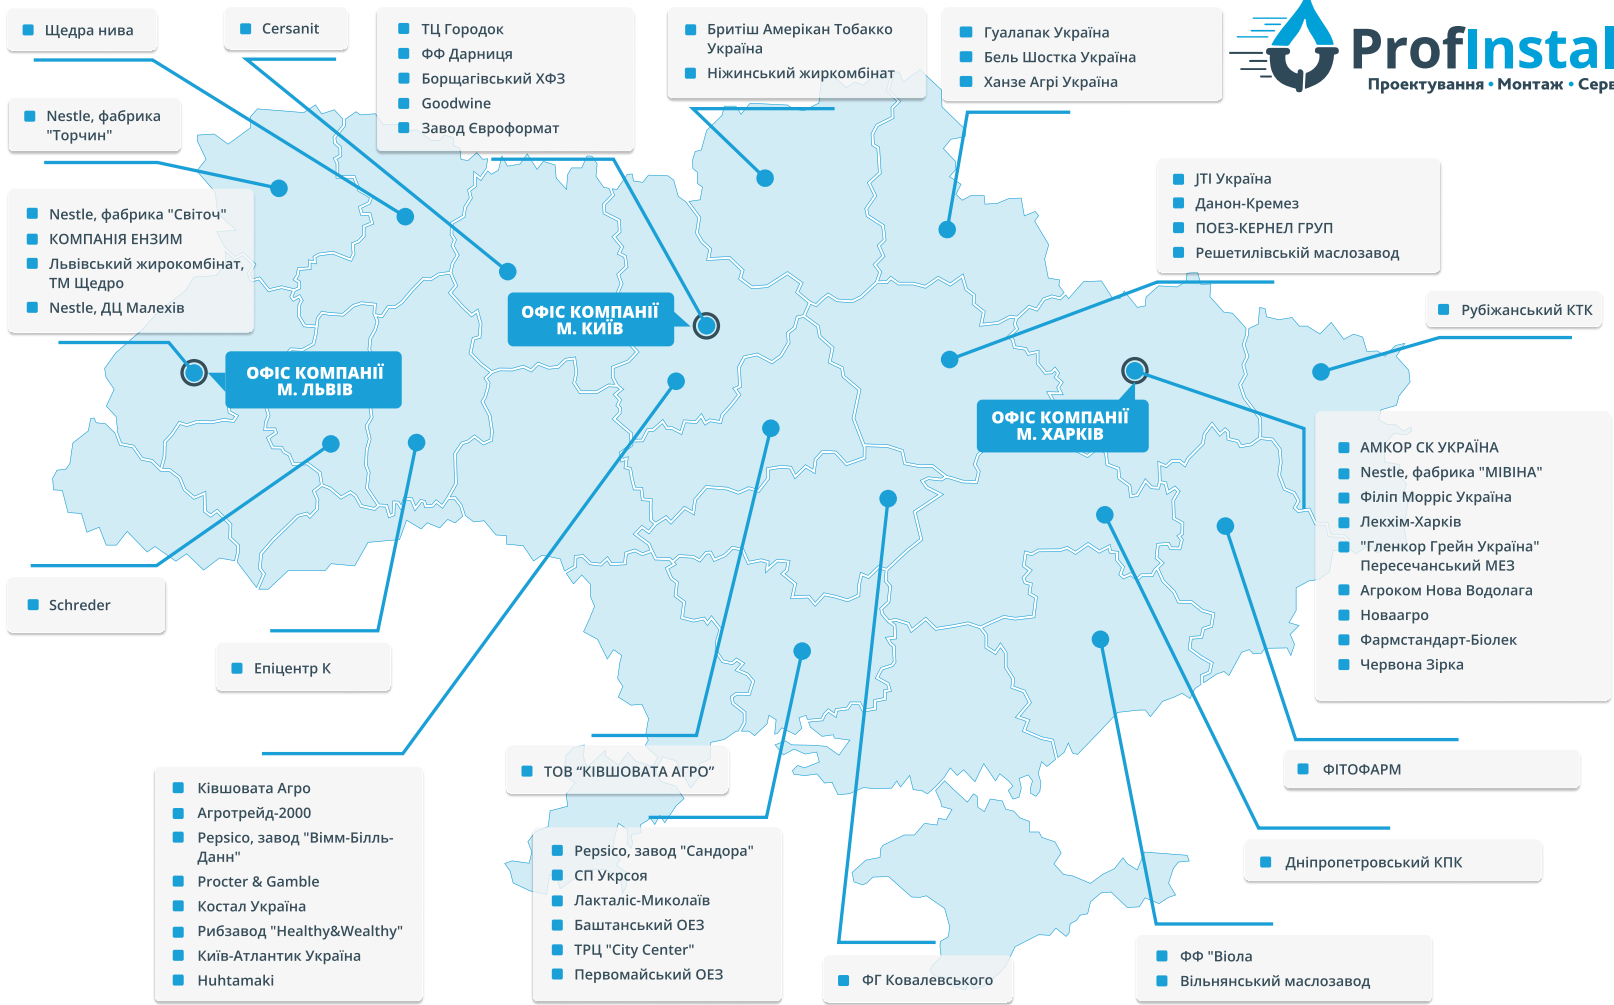 Щедра нива
Cersanit
ТЦ Городок
ФФ Дарниця
Борщагівський ХФЗ
Goodwine
Завод Євроформат
Бритіш Амерікан Тобакко
Україна
Ніжинський жиркомбінат
Гуалапак Україна
Бель Шостка Україна
Ханзе Агрі Україна
ProfInstal
Проектування • Монтаж • Серв
Nestle, фабрика
"Торчин"
Nestle, фабрика "Світоч"
КОМПАНІЯ ЕНЗИМ
Львівський жирокомбінат,
ТМ Щедро
Nestle, ДЦ Малехів
JTI Україна
Данон-Кремез
ПОЕЗ-КЕРНЕЛ ГРУП
Решетилівській маслозавод
Рубіжанський КТК
ОФІС КОМПАНІЇ
М. КИЇВ
ОФІС КОМПАНІЇ
М. ЛЬВІВ
ОФІС КОМПАНІЇ
М. ХАРКІВ
АМКОР СК УКРАЇНА
Nestle, фабрика "МІВІНА"
Філіп Морріс Україна
Лекхім-Харків
"Гленкор Грейн Україна"
Пересечанський МЕЗ
Агроком Нова Водолага
Новаагро
Фармстандарт-Біолек
Червона Зірка
Schreder
Епіцентр К
Ківшовата Агро
Агротрейд-2000
Pepsico, завод "Вімм-Білль-
Данн"
Procter & Gamble
Костал Україна
Рибзавод "Healthy&Wealthy"
Київ-Атлантик Україна
Huhtamaki
ТОВ “КІВШОВАТА АГРО”
Pepsico, завод "Сандора"
СП Укрсоя
Лакталіс-Миколаїв
Баштанський ОЕЗ
ТРЦ "City Center"
Первомайський ОЕЗ
ФГ Ковалевського
ФІТОФАРМ
Дніпропетровський КПК
ФФ "Віола
Вільнянський маслозавод